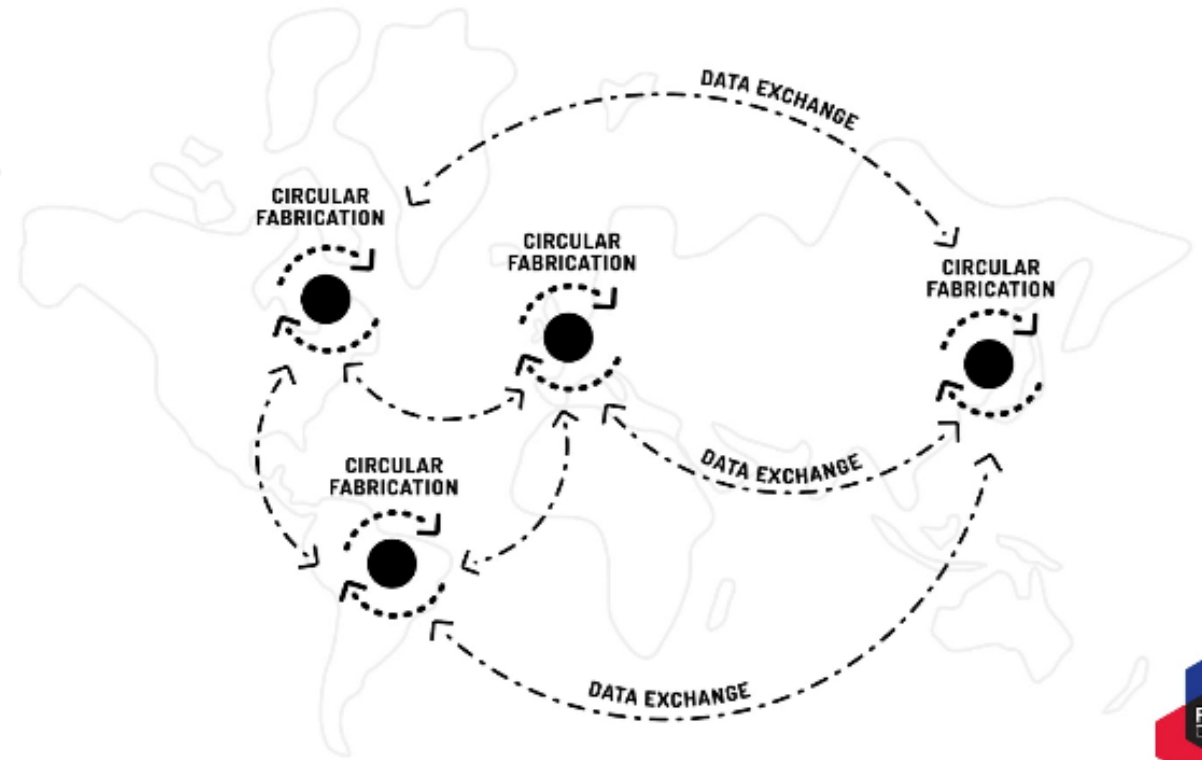 DATA EXCHANGE
CIRCULAR
FABRICATION
CIRCULAR
FABRICATION
CIRCULAR
FABRICATION
CIRCULAR
FABRICATION
DATA EXCHANGE
DATA EXCHANGE